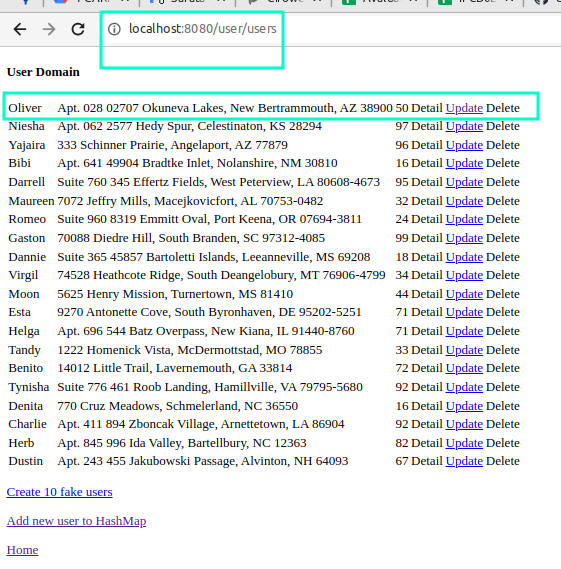 localhost:8080/user/users
User Domain
Oliver Apt. 028 02707 Okuneva Lakes, New Bertrammouth, AZ 38900 50 Detail Update Delete
Niesha Apt. 062 2577 Hedy Spur, Celestinaton, KS 28294 97 Detail Update Delete
Yajaira 333 Schinner Prairie, Angelaport, AZ 77879 96 Detail Update Delete
Bibi Apt. 641 49904 Bradtke Inlet, Nolanshire, NM 30810 16 Detail Update Delete
Darrell Suite 760 345 Effertz Fields, West Peterview, LA 80608-4673 95 Detail Update Delete
Maureen 7072 Jeffry Mills, Macejkovicfort, AL 70753-0482 32 Detail Update Delete
Romeo Suite 960 8319 Emmitt Oval, Port Keena, OR 07694-3811 24 Detail Update Delete
Gaston 70088 Diedre Hill, South Branden, SC 97312-4085 99 Detail Update Delete
Dannie Suite 365 45857 Bartoletti Islands, Leeanneville, MS 69208 18 Detail Update Delete
Virgil 74528 Heathcote Ridge, South Deangelobury, MT 76906-4799 34 Detail Update Delete
Moon 5625 Henry Mission, Turnertown, MS 81410 44 Detail Update Delete
Esta 9270 Antonette Cove, South Byronhaven, DE 95202-5251 71 Detail Update Delete
Helga Apt. 696 544 Batz Overpass, New Kiana, IL 91440-8760 71 Detail Update Delete
Tandy 1222 Homenick Vista, McDermottstad, MO 78855 33 Detail Update Delete
Benito 14012 Little Trail, Lavernemouth, GA 33814 72 Detail Update Delete
Tynisha Suite 776 461 Roob Landing, Hamillville, VA 79795-5680 92 Detail Update Delete
Denita 770 Cruz Meadows, Schmelerland, NC 36550 16 Detail Update Delete
Charlie Apt. 411 894 Zboncak Village, Arnettetown, LA 86904 92 Detail Update Delete
Herb Apt. 845 996 Ida Valley, Bartellbury, NC 12363 82 Detail Update Delete
Dustin Apt. 243 455 Jakubowski Passage, Alvinton, NH 64093 67 Detail Update Delete
Create 10 fake users
Add new user to HashMap
Home